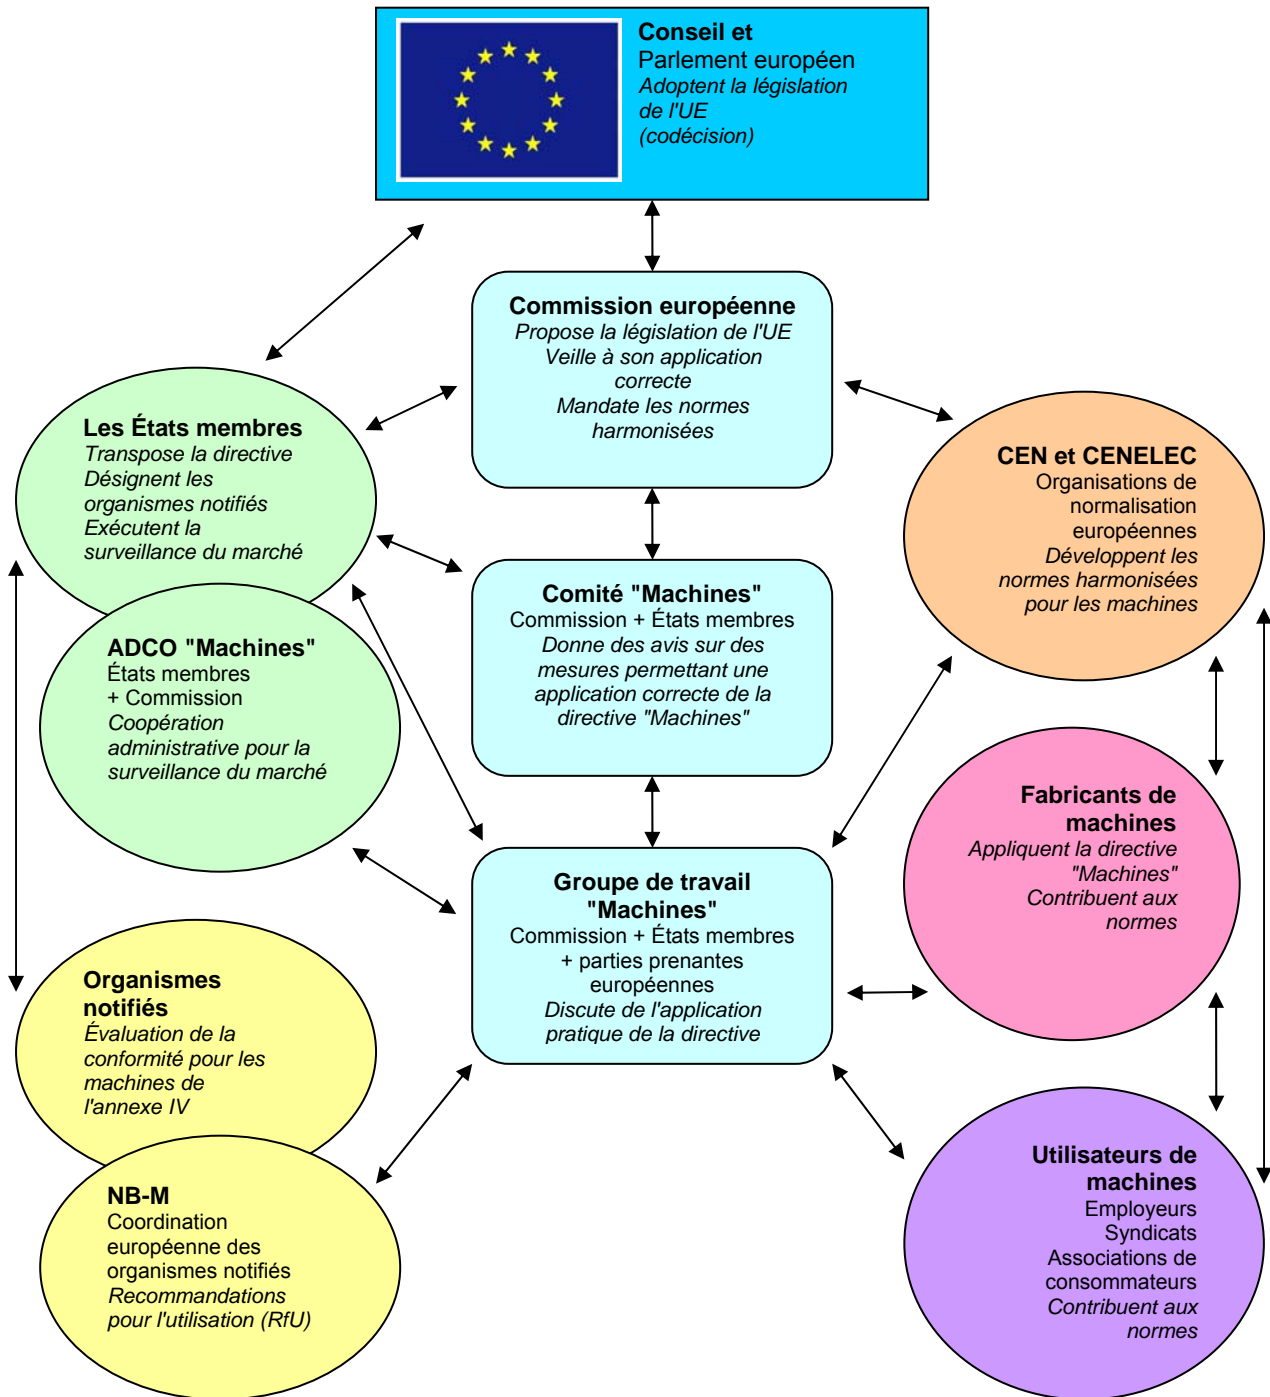 Conseil et
Parlement européen
Adoptent la législation
de l'UE
(codécision)
Commission européenne
Propose la législation de l'UE
Veille à son application
correcte
Mandate les normes
harmonisées
Les États membres
Transpose la directive
Désignent les
organismes notifiés
Exécutent la
surveillance du marché
CEN et CENELEC
Organisations de
normalisation
européennes
Développent les
normes harmonisées
pour les machines
Comité "Machines"
Commission + États membres
Donne des avis sur des
mesures permettant une
application correcte de la
directive "Machines"
ADCO "Machines"
États membres
+ Commission
Coopération
administrative pour la
surveillance du marché
Fabricants de
machines
Appliquent la directive
"Machines"
Contribuent aux
normes
Groupe de travail
"Machines"
Commission + États membres
+ parties prenantes
européennes
Discute de l'application
pratique de la directive
Organismes
notifiés
Évaluation de la
conformité pour les
machines de
l'annexe IV
NB-M
Coordination
européenne des
organismes notifiés
Recommandations
pour l'utilisation (RfU)
Utilisateurs de
machines
Employeurs
Syndicats
Associations de
consommateurs
Contribuent aux
normes